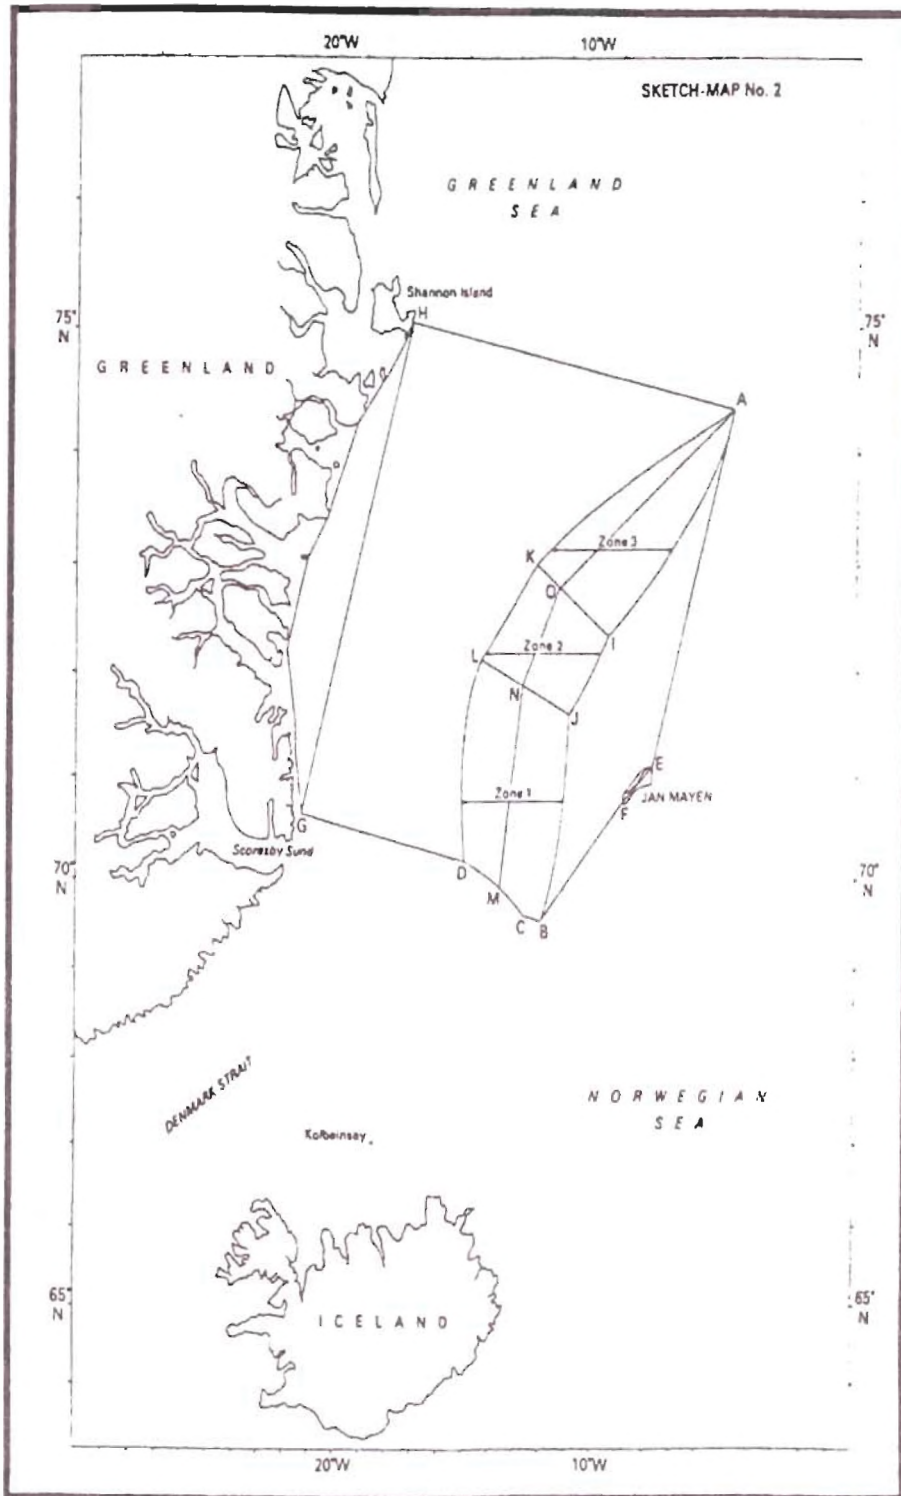 20°W 10°W
SKETCH-MAP No. 2
GREENLAND
SEA
Shannon Island
H
75°
N
75°
N
GREENLAND
A
Zone 3
K
O
I
L
Zone 2
N
J
E
JAN MAYEN
F
Zone 1
G
Scoresby Sund
D
70°
N
70°
N
M
C B
DENMARK STRAIT
NORWEGIAN
SEA
Kolbeinsey
65°
N
65°
N
ICELAND
20°W 10°W